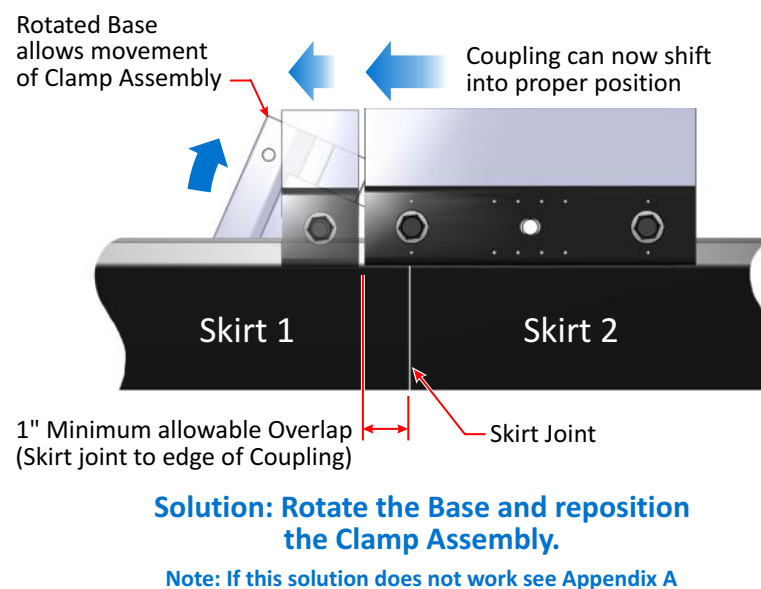 Rotated Base
allows movement
of Clamp Assembly
Coupling can now shift
into proper position
Skirt 1
Skirt 2
1" Minimum allowable Overlap
(Skirt joint to edge of Coupling)
Skirt Joint
Solution: Rotate the Base and reposition
the Clamp Assembly.
Note: If this solution does not work see Appendix A